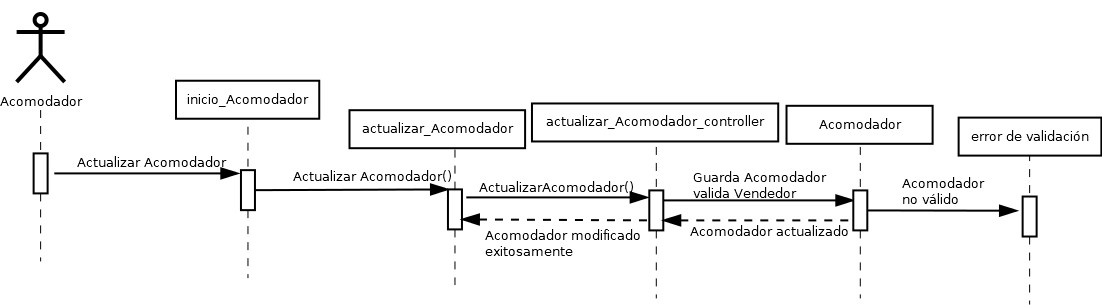 Acomodador
inicio_Acomodador
actualizar_Acomodador
actualizar_Acomodador_controller
Acomodador
error de validación
Actualizar Acomodador
Actualizar Acomodador()
ActualizarAcomodador()
Guarda Acomodador
valida Vendedor
Acomodador
no válido
Acomodador modificado
exitosamente
Acomodador actualizado